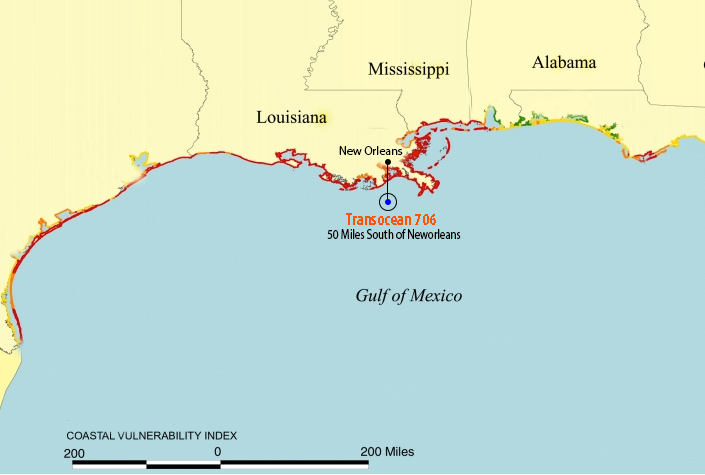 Mississippi
Alabama
Louisiana
New Orleans
Transocean 706
50 Miles South of Neworleans
Gulf of Mexico
COASTAL VULNERABILITY INDEX
200 0 200 Miles